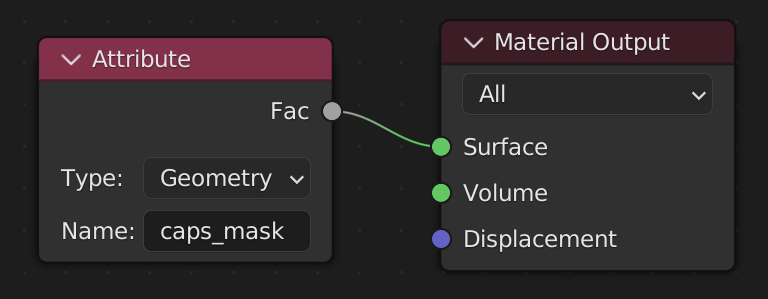 Attribute
Fac
Type: Geometry
Name: caps_mask
Material Output
All
Surface
Volume
Displacement